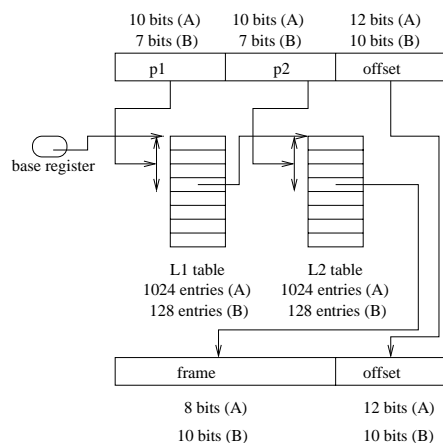 10 bits (A) 10 bits (A) 12 bits (A)
7 bits (B) 7 bits (B) 10 bits (B)
p1 p2 offset
base register
L1 table L2 table
1024 entries (A) 1024 entries (A)
128 entries (B) 128 entries (B)
frame offset
8 bits (A) 12 bits (A)
10 bits (B) 10 bits (B)